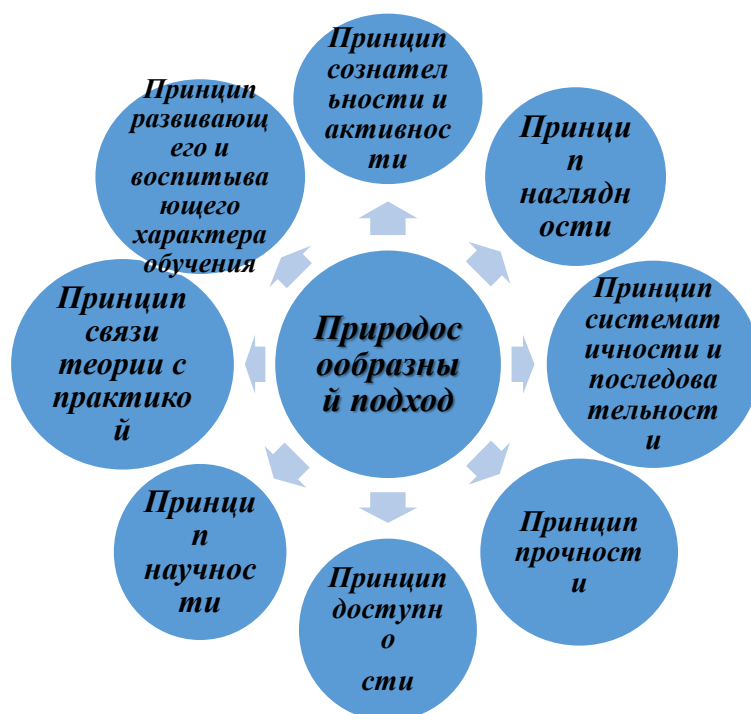 Принцип
сознател
ьности и
активнос
ти
Принци
п
наглядн
ости
Принцип
системат
ичности и
последова
тельност
и
Принцип
прочност
и
Принцип
доступн
о
сти
Принци
п
научнос
ти
Принцип
связи
теории с
практико
й
Принцип
развивающ
его и
воспитыва
ющего
характера
обучения
Природос
ообразны
й подход